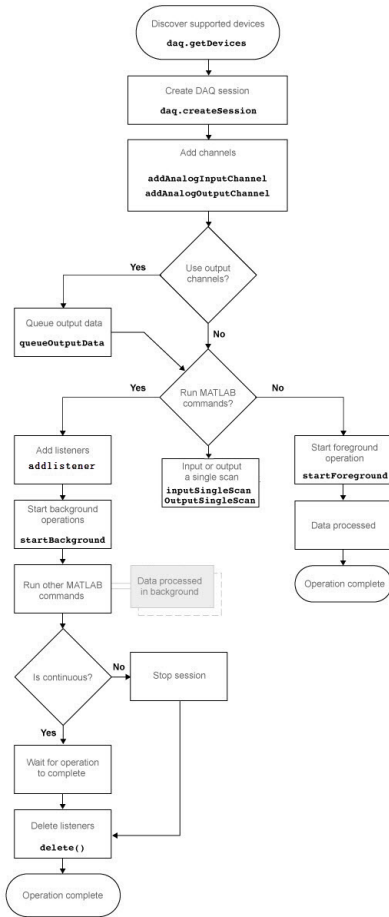 Discover supported devices
daq.getDevices
Create DAQ session
daq.createSession
Add channels
addAnalogInputChannel
addAnalogOutputChannel
Use output
channels?
Yes
No
Queue output data
queueOutputData
Run MATLAB
commands?
Yes
No
Add listeners
addlistener
Input or output
a single scan
inputSingleScan
OutputSingleScan
Start foreground
operation
startForeground
Start background
operations
startBackground
Data processed
Run other MATLAB
commands
Data processed
in background
Operation complete
Is continuous?
No
Stop session
Yes
Wait for operation
to complete
Delete listeners
delete()
Operation complete